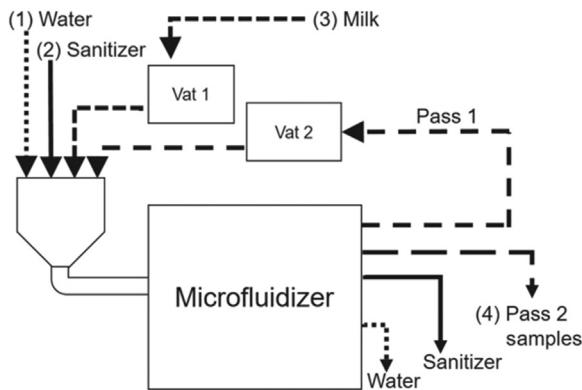 (1) Water
(2) Sanitizer
(3) Milk
Vat 1
Vat 2
Pass 1
Microfluidizer
(4) Pass 2
samples
Sanitizer
Water